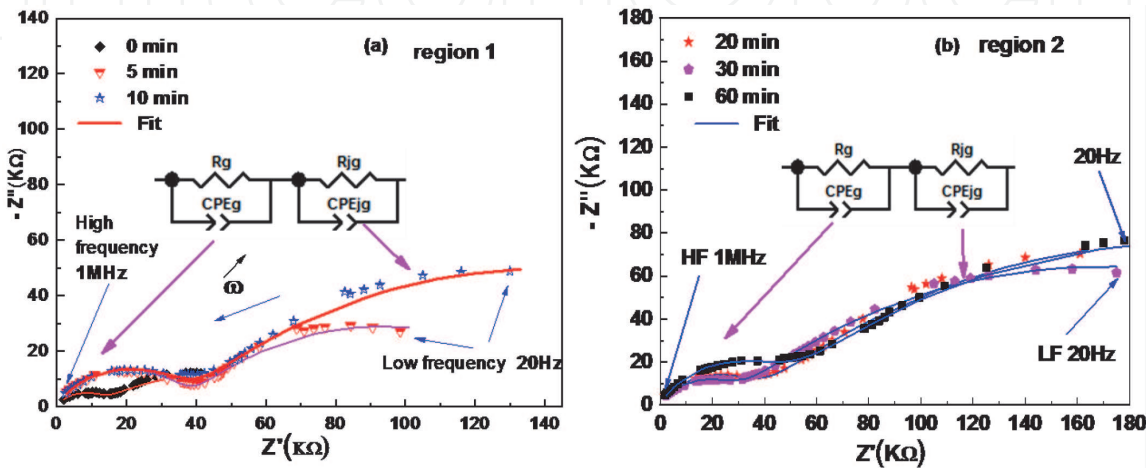 140
120
100
80
60
40
20
0
- Z''(KΩ)
(a) region 1
0 min
5 min
10 min
Fit
Rg
CPEg
Rjg
CPEjg
High
frequency
1MHz
ω
Low frequency 20Hz
0 20 40 60 80 100 120 140
Z'(KΩ)
180
160
140
120
100
80
60
40
20
0
- Z''(KΩ)
(b) region 2
20 min
30 min
60 min
Fit
Rg
CPEg
Rjg
CPEjg
20Hz
HF 1MHz
LF 20Hz
0 20 40 60 80 100 120 140 160 180
Z'(KΩ)